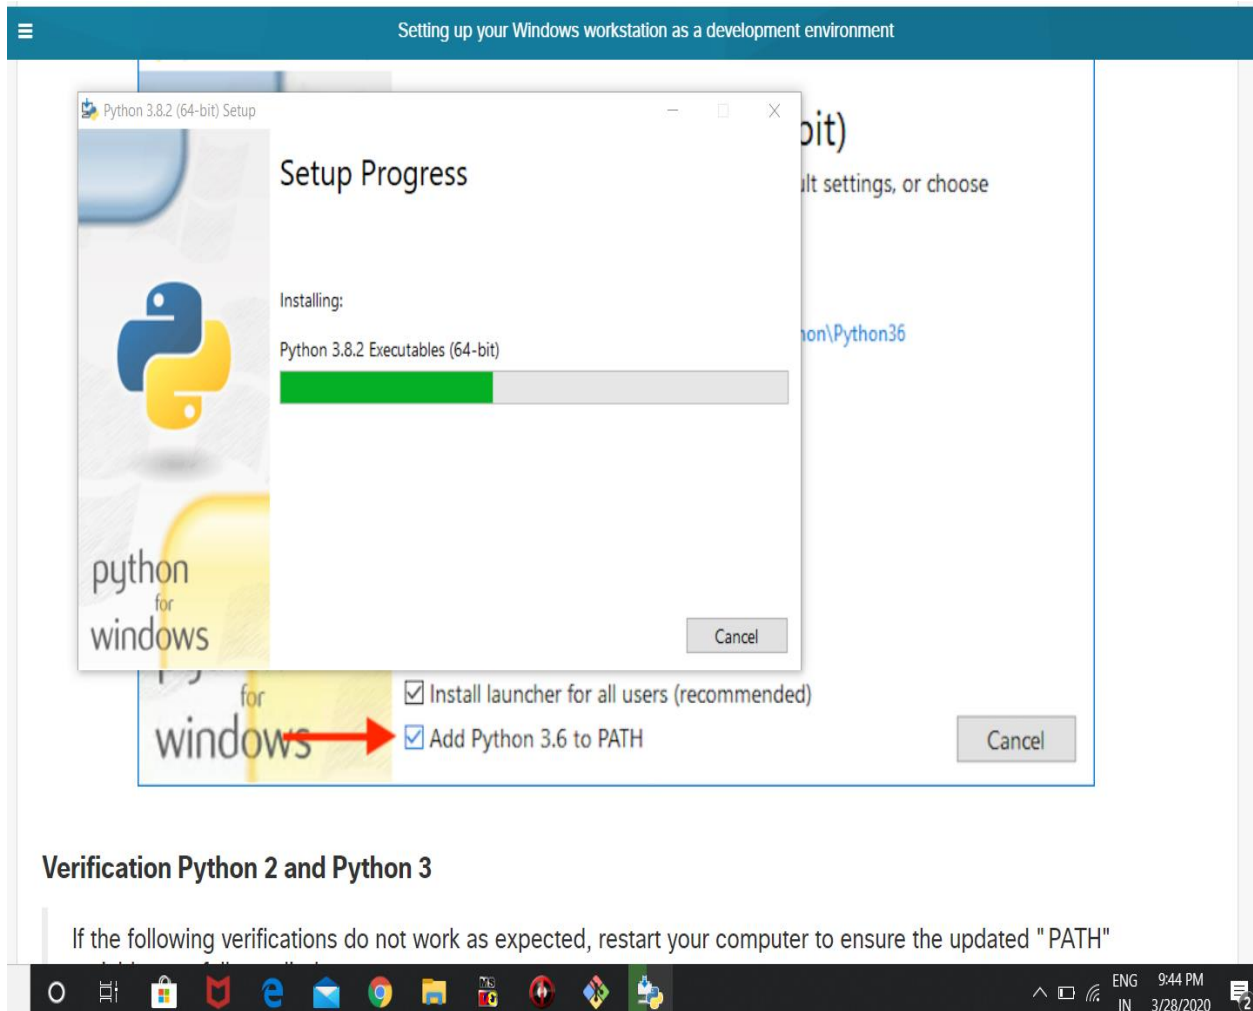 Setting up your Windows workstation as a development environment
Python 3.8.2 (64-bit) Setup
bit)
Setup Progress
ult settings, or choose
Installing:
hon\Python36
Python 3.8.2 Executables (64-bit)
python
for
windows
Cancel
for
windows
Install launcher for all users (recommended)
Add Python 3.6 to PATH
Cancel
Verification Python 2 and Python 3
If the following verifications do not work as expected, restart your computer to ensure the updated "PATH"
ENG 9:44 PM
IN 3/28/2020
2